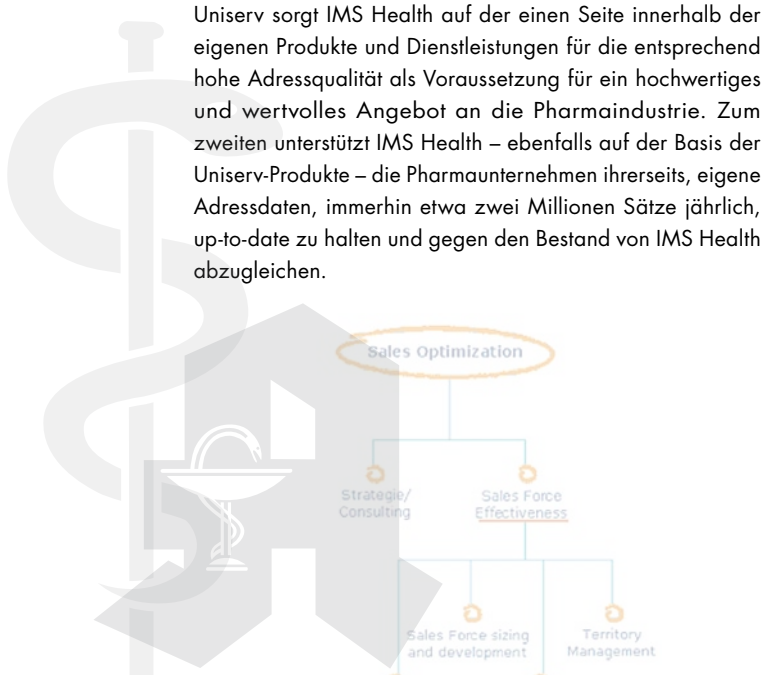 Uniserv sorgt IMS Health auf der einen Seite innerhalb der
eigenen Produkte und Dienstleistungen für die entsprechend
hohe Adressqualität als Voraussetzung für ein hochwertiges
und wertvolles Angebot an die Pharmaindustrie. Zum
zweiten unterstützt IMS Health – ebenfalls auf der Basis der
Uniserv-Produkte – die Pharmaunternehmen ihrerseits, eigene
Adressdaten, immerhin etwa zwei Millionen Sätze jährlich,
up-to-date zu halten und gegen den Bestand von IMS Health
abzugleichen.
Sales Optimization
Strategie/
Consulting
Sales Force
Effectiveness
Sales Force sizing
and development
Territory
Management